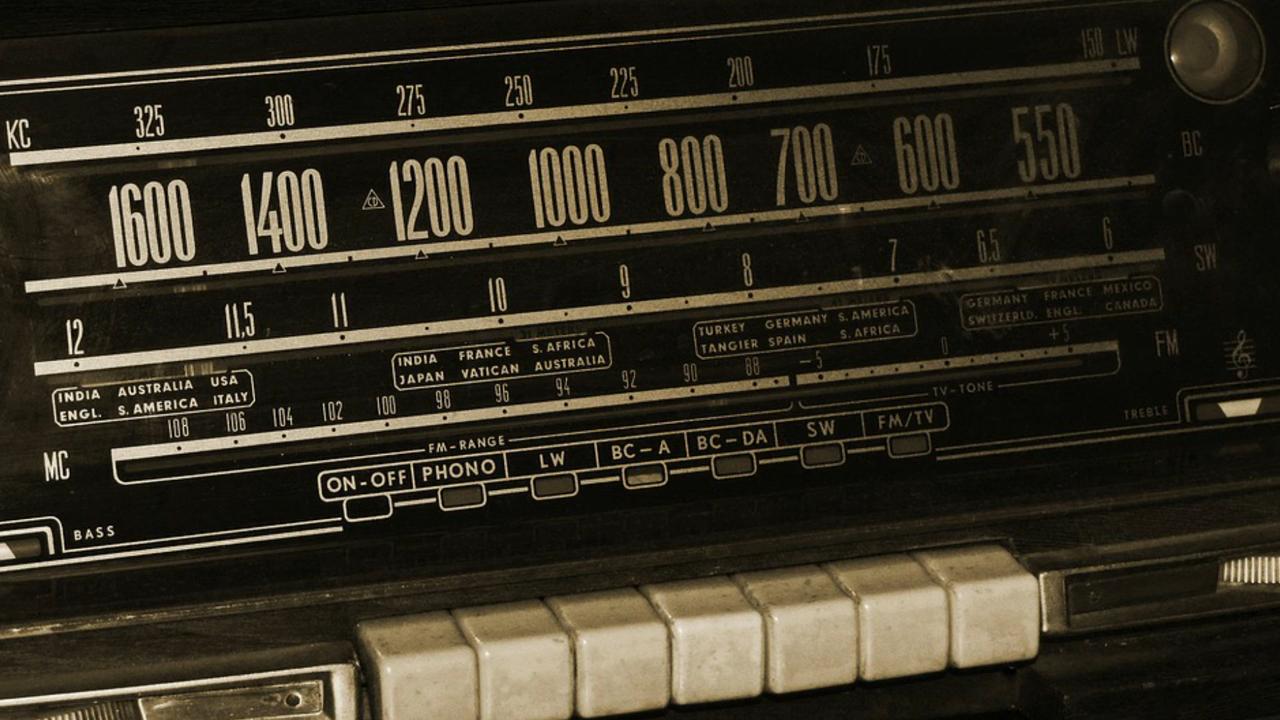 KC 325 300 275 250 225 200 175 150 LW
1600 1400 CD 1200 1000 800 700 CD 600 550 BC
12 11,5 11 10 9 8 7 6.5 6 SW
INDIA AUSTRALIA USA
ENGL. S. AMERICA ITALY
INDIA FRANCE S. AFRICA
JAPAN VATICAN AUSTRALIA
TURKEY GERMANY S. AMERICA
TANGIER SPAIN S. AFRICA
GERMANY FRANCE MEXICO
SWITZERLD. ENGL. CANADA
MC 108 106 104 102 100 98 96 94 92 90 88 -5 0 +5 FM
FM-RANGE TV-TONE
ON-OFF PHONO LW BC-A BC-DA SW FM/TV
BASS TREBLE